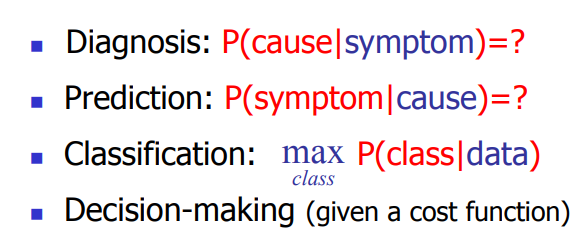 ▪ Diagnosis: P(cause|symptom)=?
▪ Prediction: P(symptom|cause)=?
▪ Classification: max P(class|data)
class
▪ Decision-making (given a cost function)